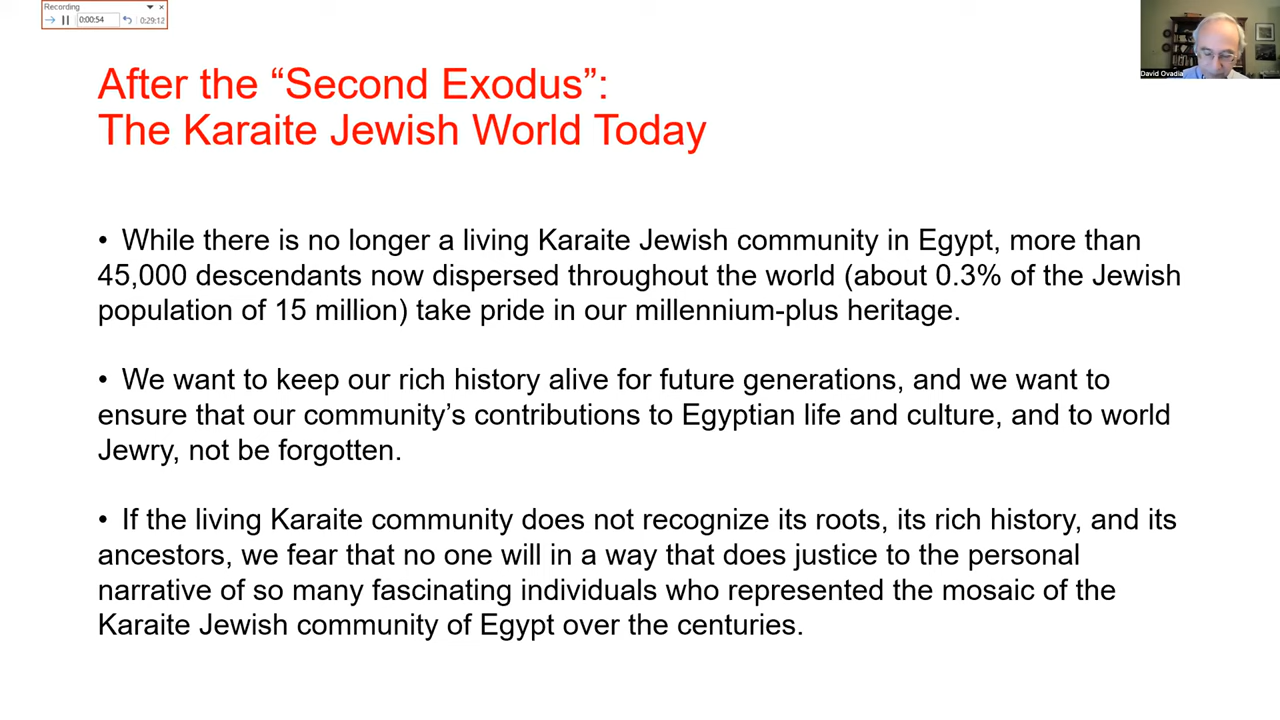 Recording
0:00:54
0:29:12
David Ovadia
After the “Second Exodus”:
The Karaite Jewish World Today
• While there is no longer a living Karaite Jewish community in Egypt, more than
45,000 descendants now dispersed throughout the world (about 0.3% of the Jewish
population of 15 million) take pride in our millennium-plus heritage.
• We want to keep our rich history alive for future generations, and we want to
ensure that our community’s contributions to Egyptian life and culture, and to world
Jewry, not be forgotten.
• If the living Karaite community does not recognize its roots, its rich history, and its
ancestors, we fear that no one will in a way that does justice to the personal
narrative of so many fascinating individuals who represented the mosaic of the
Karaite Jewish community of Egypt over the centuries.